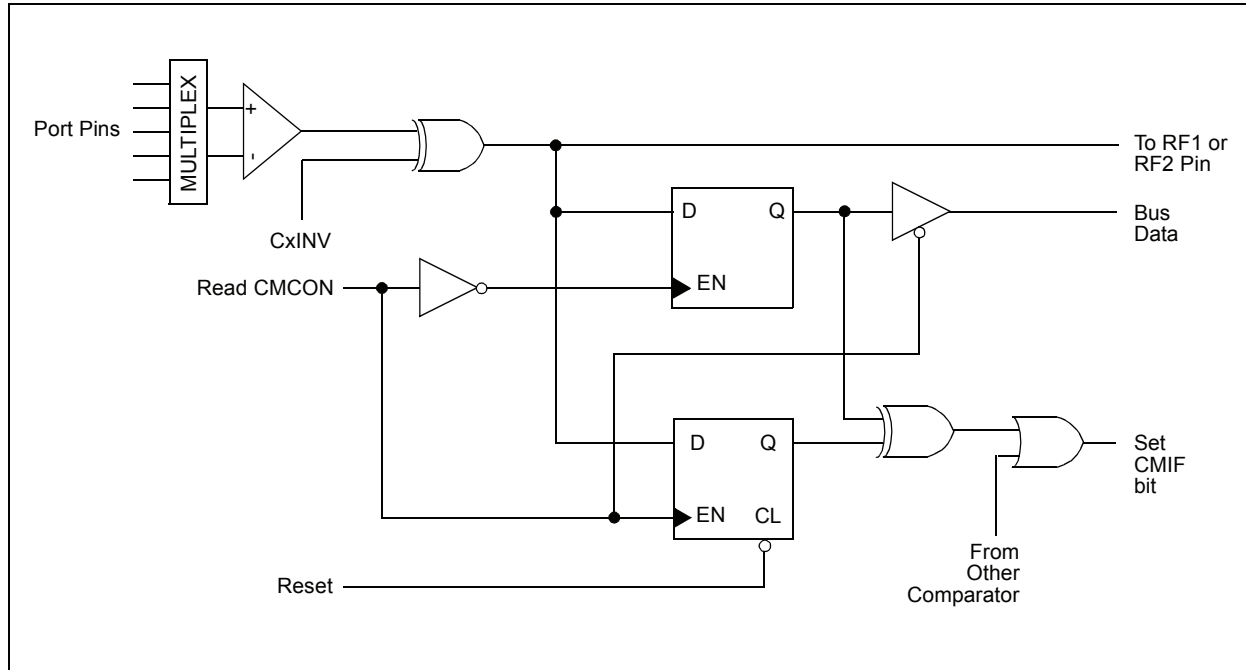 MULTIPLEX
+
-
Port Pins
CxINV
To RF1 or
RF2 Pin
D
Q
EN
Bus
Data
Read CMCON
D
Q
EN
CL
Set
CMIF
bit
From
Other
Comparator
Reset